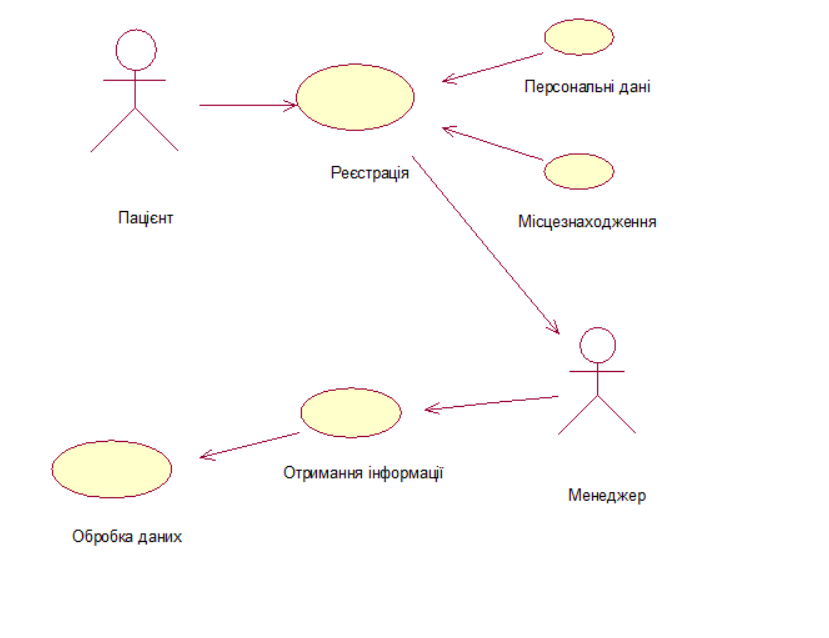 Персональні дані
Реєстрація
Пацієнт
Місцезнаходження
Отримання інформації
Менеджер
Обробка даних